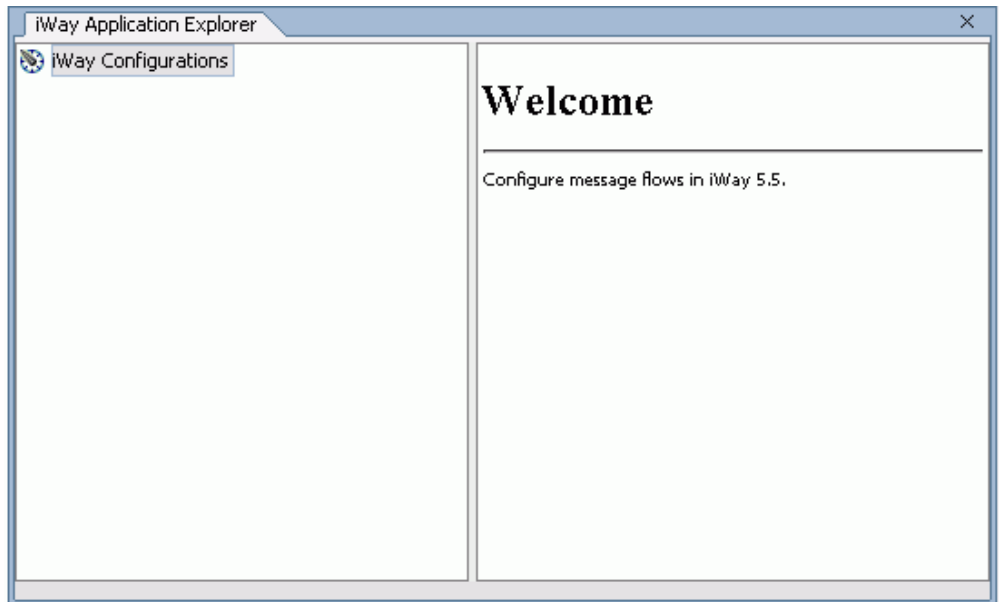 iWay Application Explorer
iWay Configurations
Welcome
Configure message flows in iWay 5.5.